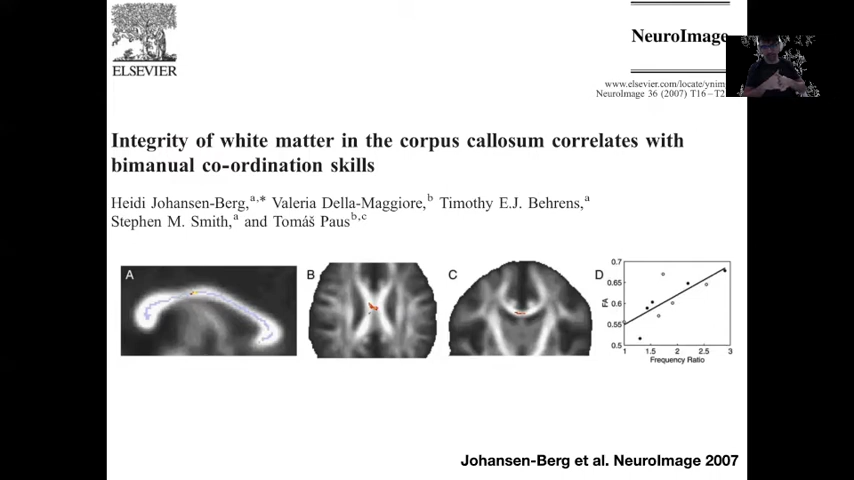 ELSEVIER
NeuroImage
www.elsevier.com/locate/ynim
NeuroImage 36 (2007) T16 – T2
Integrity of white matter in the corpus callosum correlates with
bimanual co-ordination skills
Heidi Johansen-Berg,a,* Valeria Della-Maggiore,b Timothy E.J. Behrens,a
Stephen M. Smith,a and Tomáš Pausb,c
A
B
C
D
FA
0.7
0.65
0.6
0.55
0.5
1
1.5
2
2.5
3
Frequency Ratio
Johansen-Berg et al. NeuroImage 2007